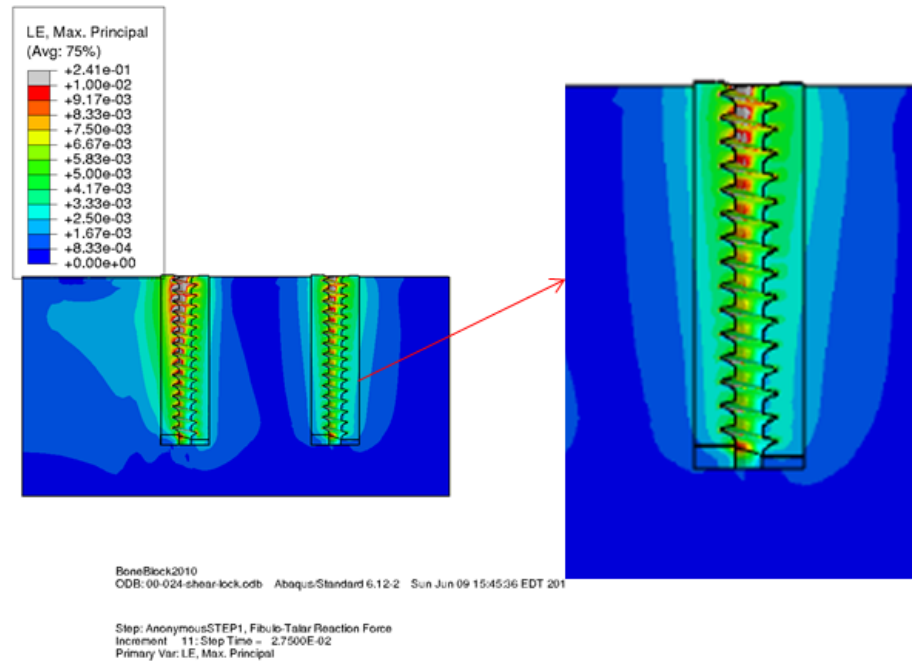 LE, Max. Principal
(Avg: 75%)
+2.41e-01
+1.00e-02
+9.17e-03
+8.33e-03
+7.50e-03
+6.67e-03
+5.83e-03
+5.00e-03
+4.17e-03
+3.33e-03
+2.50e-03
+1.67e-03
+8.33e-04
+0.00e+00
BoneBlock2010
ODB: 00-024-shear-lock.odb Abaqus/Standard 6.12-2 Sun Jun 09 15:45:36 EDT 201
Step: AnonymousSTEP1, Fibulo-Talar Reaction Force
Increment 11: Step Time = 2.7500E-02
Primary Var: LE, Max. Principal